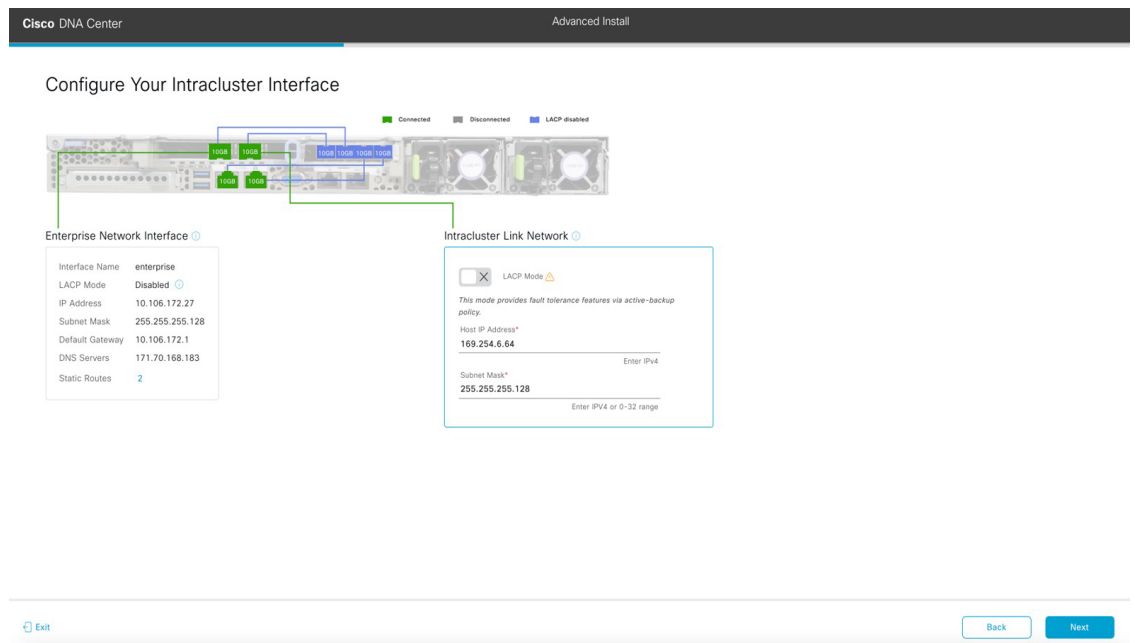 Cisco DNA Center
Advanced Install
Configure Your Intracluster Interface
Connected
Disconnected
LACP disabled
10GB 10GB
10GB 10GB 10GB 10GB
10GB 10GB
Enterprise Network Interface
Interface Name enterprise
LACP Mode Disabled
IP Address 10.106.172.27
Subnet Mask 255.255.255.128
Default Gateway 10.106.172.1
DNS Servers 171.70.168.183
Static Routes 2
Intracluster Link Network
LACP Mode
This mode provides fault tolerance features via active-backup
policy.
Host IP Address*
169.254.6.64
Enter IPv4
Subnet Mask*
255.255.255.128
Enter IPV4 or 0-32 range
Exit
Back
Next